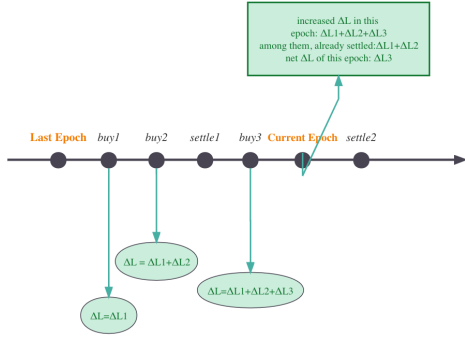 increased ΔL in this
epoch: ΔL1+ΔL2+ΔL3
among them, already settled:ΔL1+ΔL2
net ΔL of this epoch: ΔL3
Last Epoch buy1 buy2 settle1 buy3 Current Epoch settle2
ΔL = ΔL1+ΔL2
ΔL=ΔL1+ΔL2+ΔL3
ΔL=ΔL1